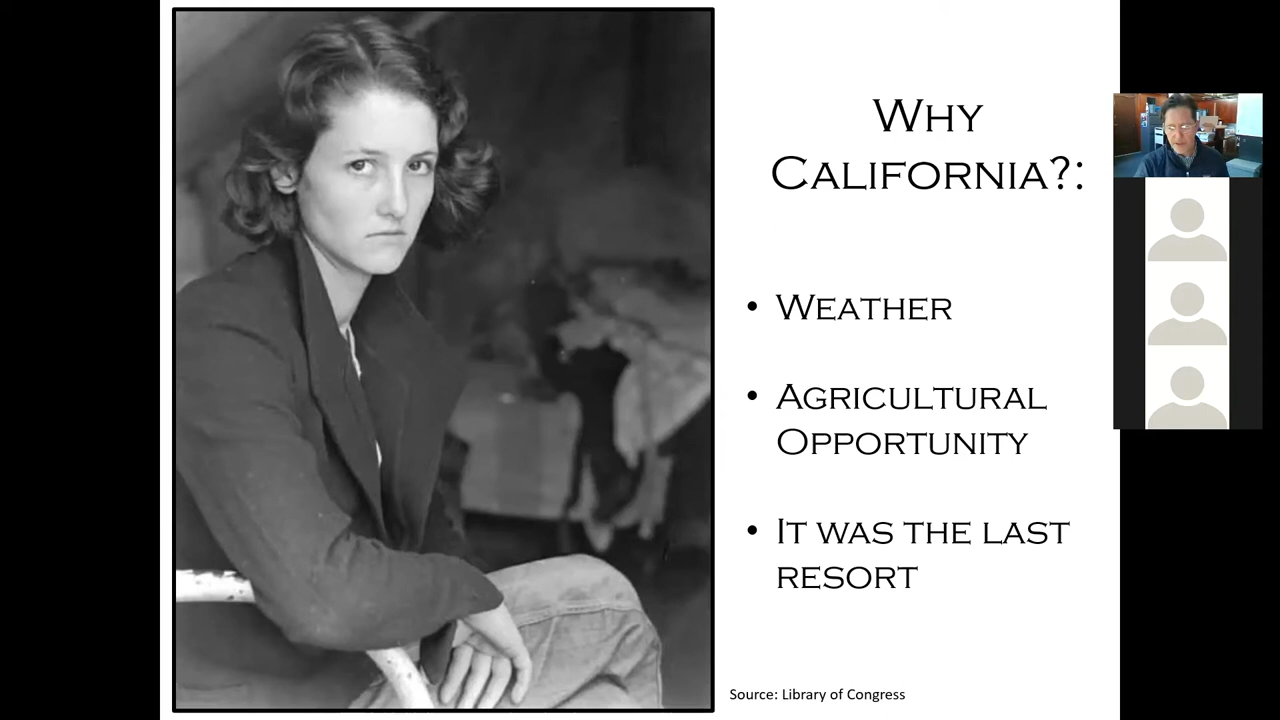 Why
California?:
• Weather
• Agricultural
Opportunity
• It was the last
resort
Source: Library of Congress